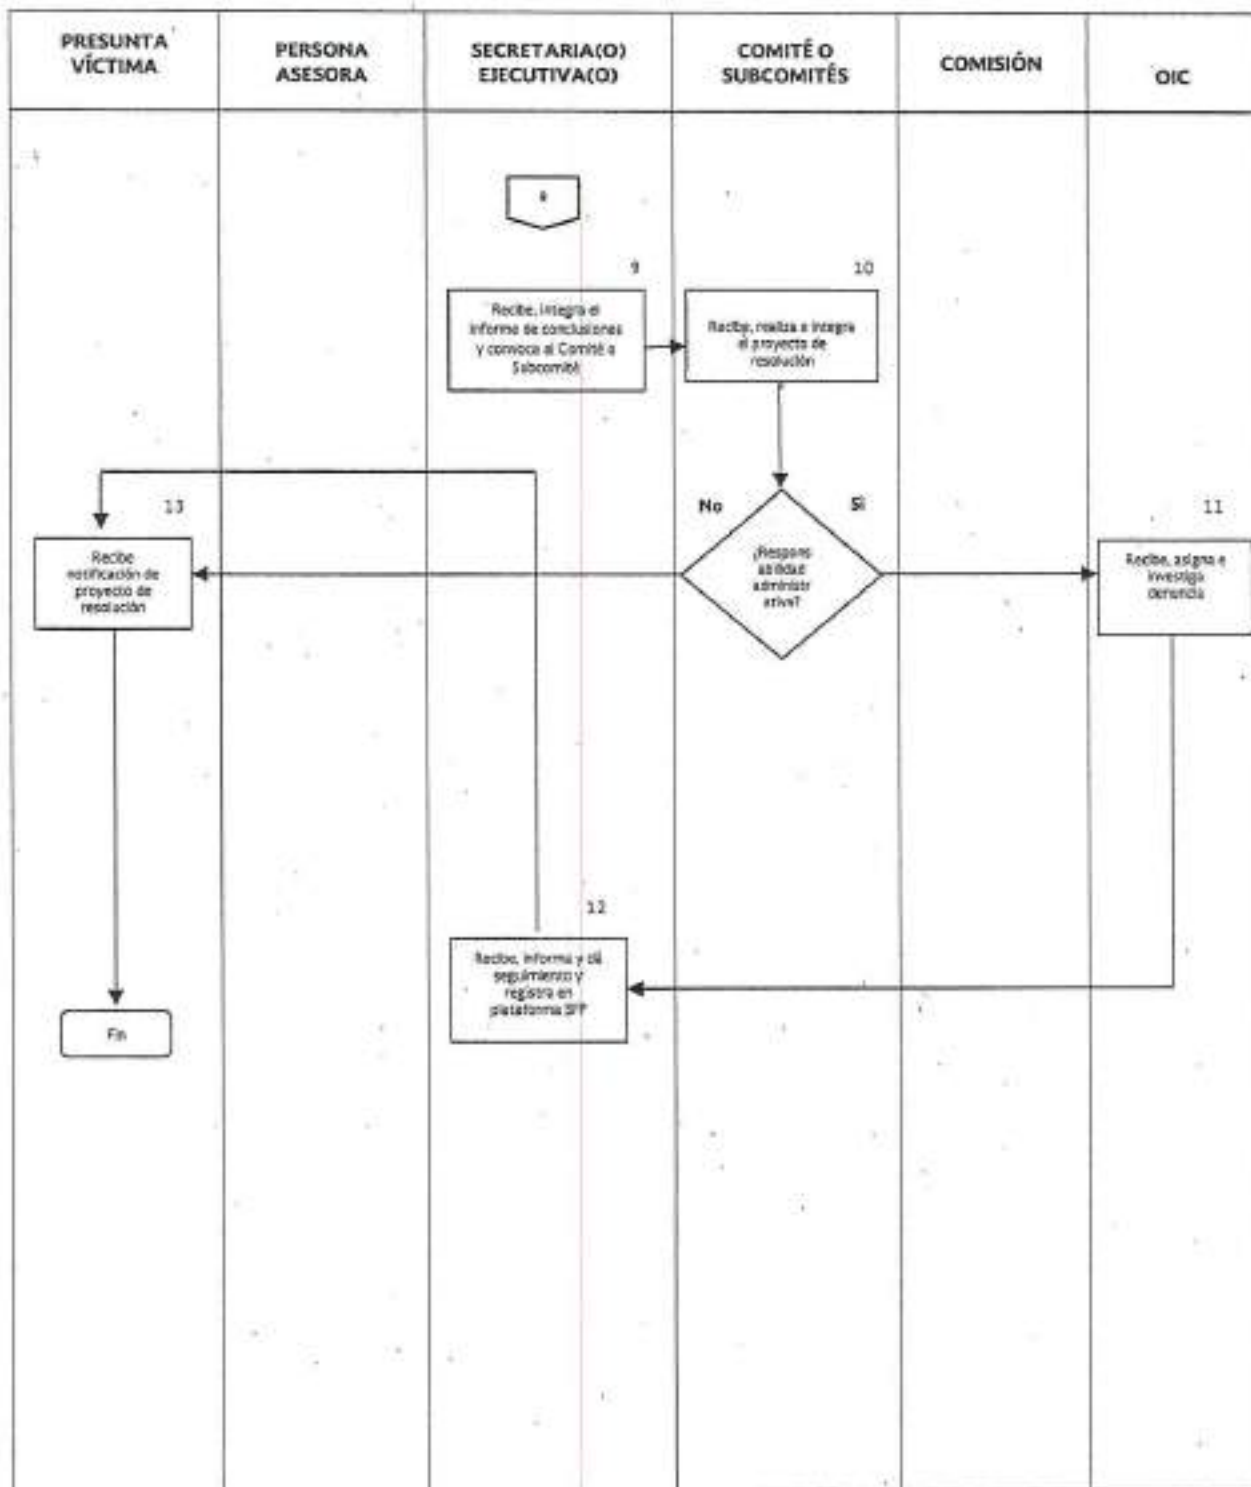 PRESUNTA
VÍCTIMA
PERSONA
ASESORA
SECRETARIA(O)
EJECUTIVA(O)
COMITÉ O
SUBCOMITÉS
COMISIÓN
OIC
9
Recibe, integra el
informe de conclusiones
y convoca al Comité o
Subcomité
10
Recibe, realiza e integra
el proyecto de
resolución
13
Recibe
notificación de
proyecto de
resolución
No
Si
¿Respons
abilidad
administr
ativa?
11
Recibe, asigna e
investiga
denuncia
12
Recibe, informa y dá
seguimiento y
registra en
plataforma SFP
Fin